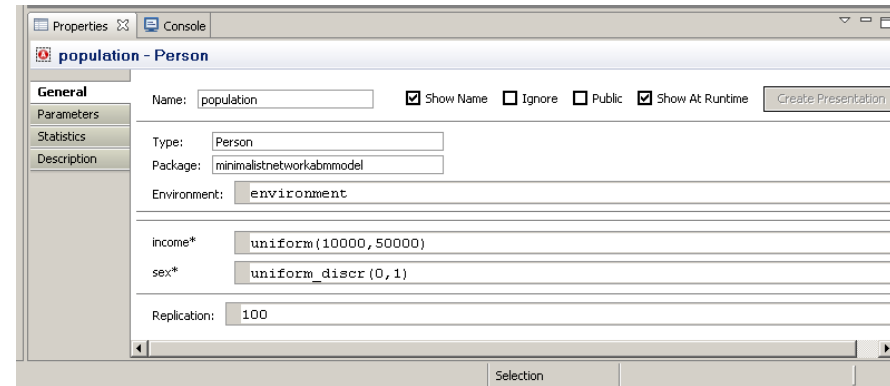 Properties Console
population - Person
General
Parameters
Statistics
Description
Name: population Show Name Ignore Public Show At Runtime Create Presentation
Type: Person
Package: minimalistnetworkabmmodel
Environment: environment
income* uniform(10000,50000)
sex* uniform_discr(0,1)
Replication: 100
Selection